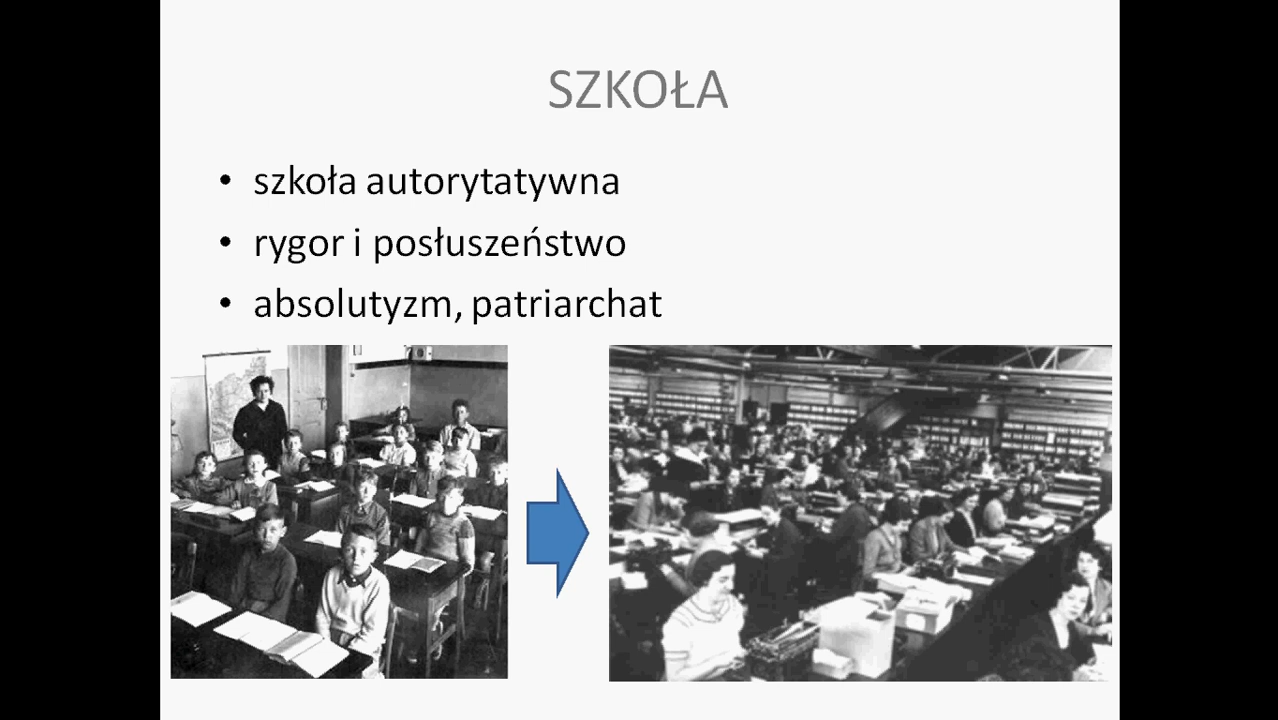 SZKOŁA
• szkoła autorytatywna
• rygor i posłuszeństwo
• absolutyzm, patriarchat